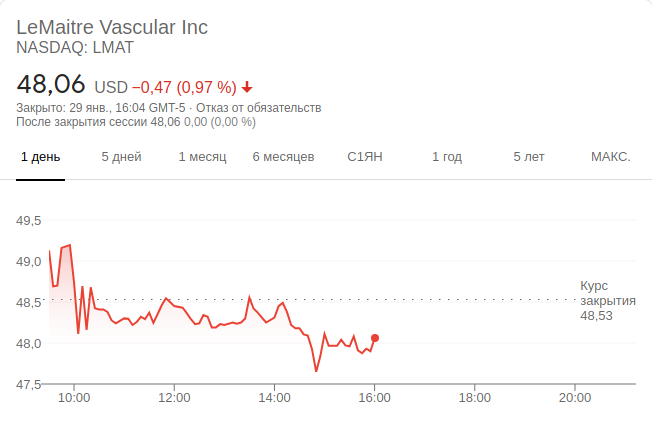 LeMaitre Vascular Inc
NASDAQ: LMAT
48,06 USD −0,47 (0,97 %)
Закрыто: 29 янв., 16:04 GMT-5 · Отказ от обязательств
После закрытия сессии 48,06 0,00 (0,00 %)
1 день 5 дней 1 месяц 6 месяцев С1ЯН 1 год 5 лет МАКС.
49,5
49,0
48,5
48,0
47,5
Курс
закрытия
48,53
10:00 12:00 14:00 16:00 18:00 20:00